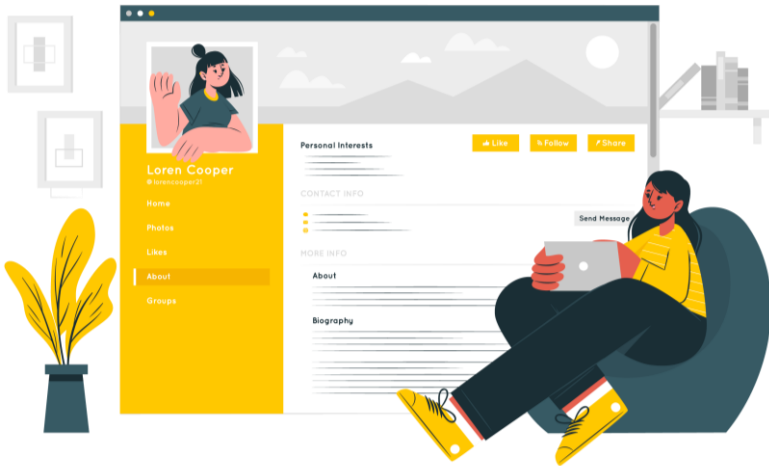 Loren Cooper
@lorencooper21
Home
Photos
Likes
About
Groups
Personal Interests
Like
Follow
Share
CONTACT INFO
Send Message
MORE INFO
About
Biography